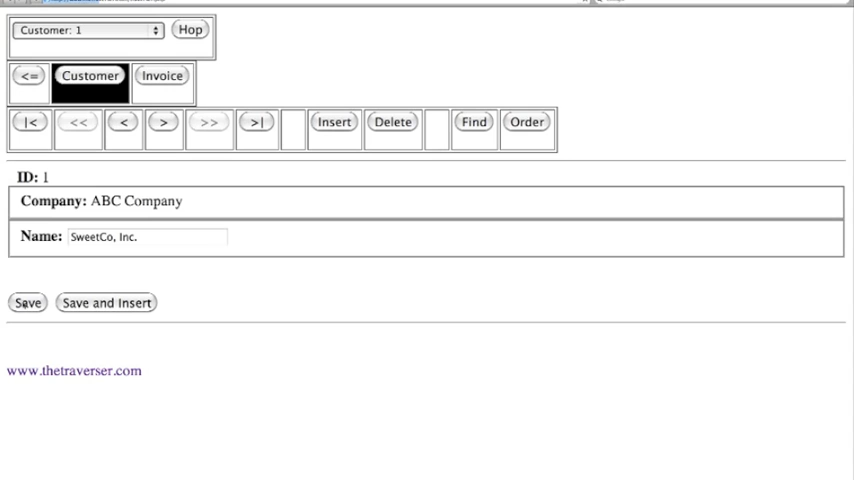 Customer: 1 Hop
<= Customer Invoice
|< << < > >> >| Insert Delete Find Order
ID: 1
Company: ABC Company
Name: SweetCo, Inc.
Save Save and Insert
www.thetraverser.com